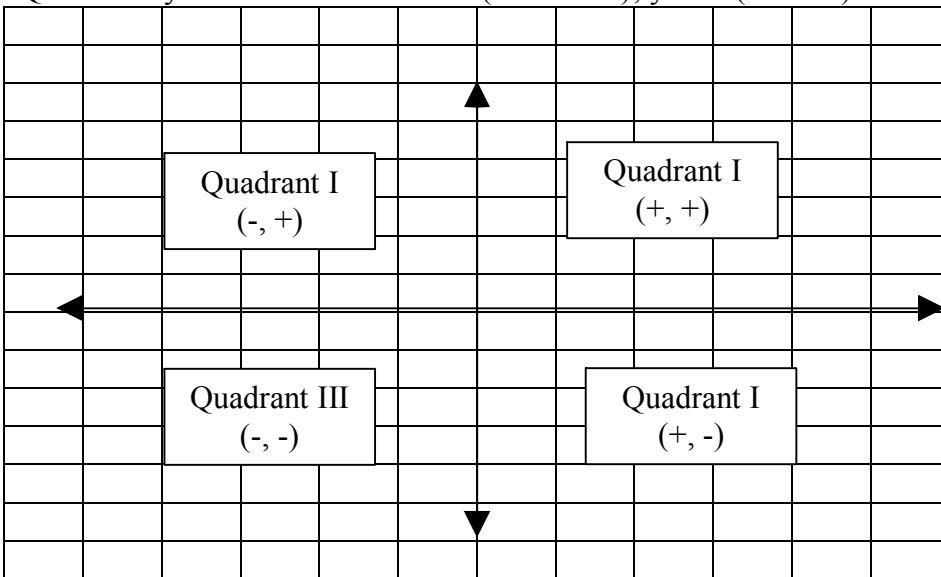 Quadrant I
(-, +)
Quadrant I
(+, +)
Quadrant III
(-, -)
Quadrant I
(+, -)